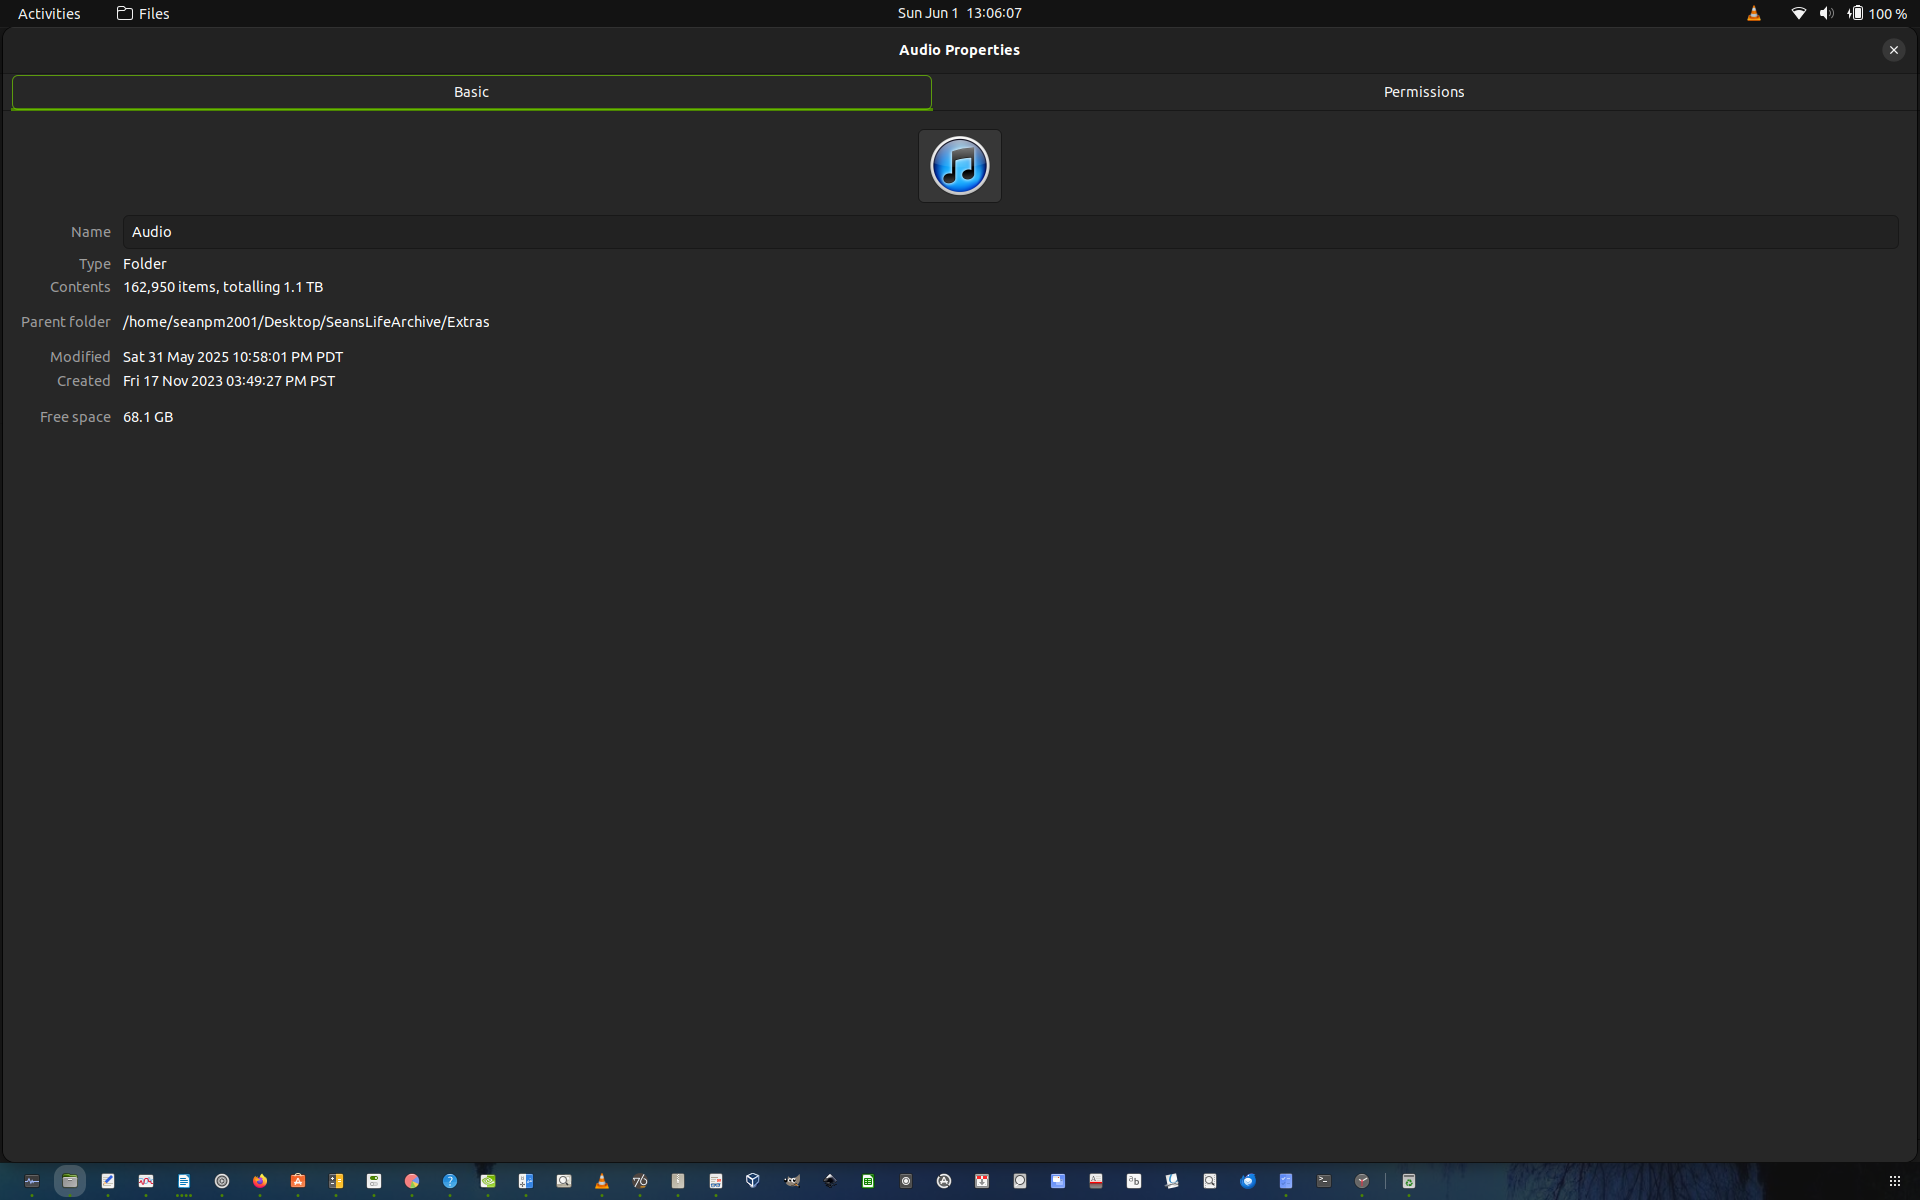 Activities Files Sun Jun 1 13:06:07 100 %
Audio Properties
Basic Permissions
Name Audio
Type Folder
Contents 162,950 items, totalling 1.1 TB
Parent folder /home/seanpm2001/Desktop/SeansLifeArchive/Extras
Modified Sat 31 May 2025 10:58:01 PM PDT
Created Fri 17 Nov 2023 03:49:27 PM PST
Free space 68.1 GB